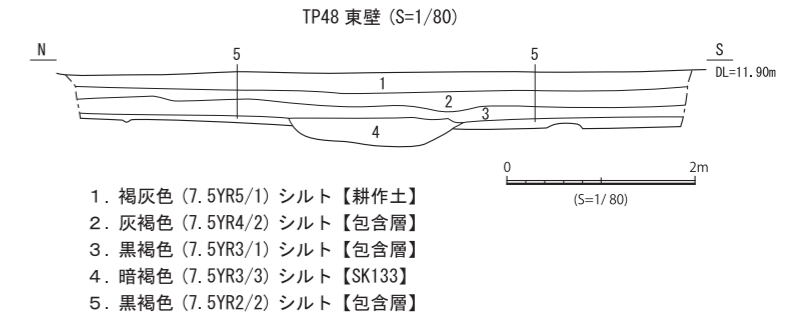 TP48 東壁 (S=1/80)
N
5
5
S
DL=11.90m
1
2
3
4
0
2m
(S=1/80)
1. 褐灰色 (7.5YR5/1) シルト【耕作土】
2. 灰褐色 (7.5YR4/2) シルト【包含層】
3. 黒褐色 (7.5YR3/1) シルト【包含層】
4. 暗褐色 (7.5YR3/3) シルト【SK133】
5. 黒褐色 (7.5YR2/2) シルト【包含層】